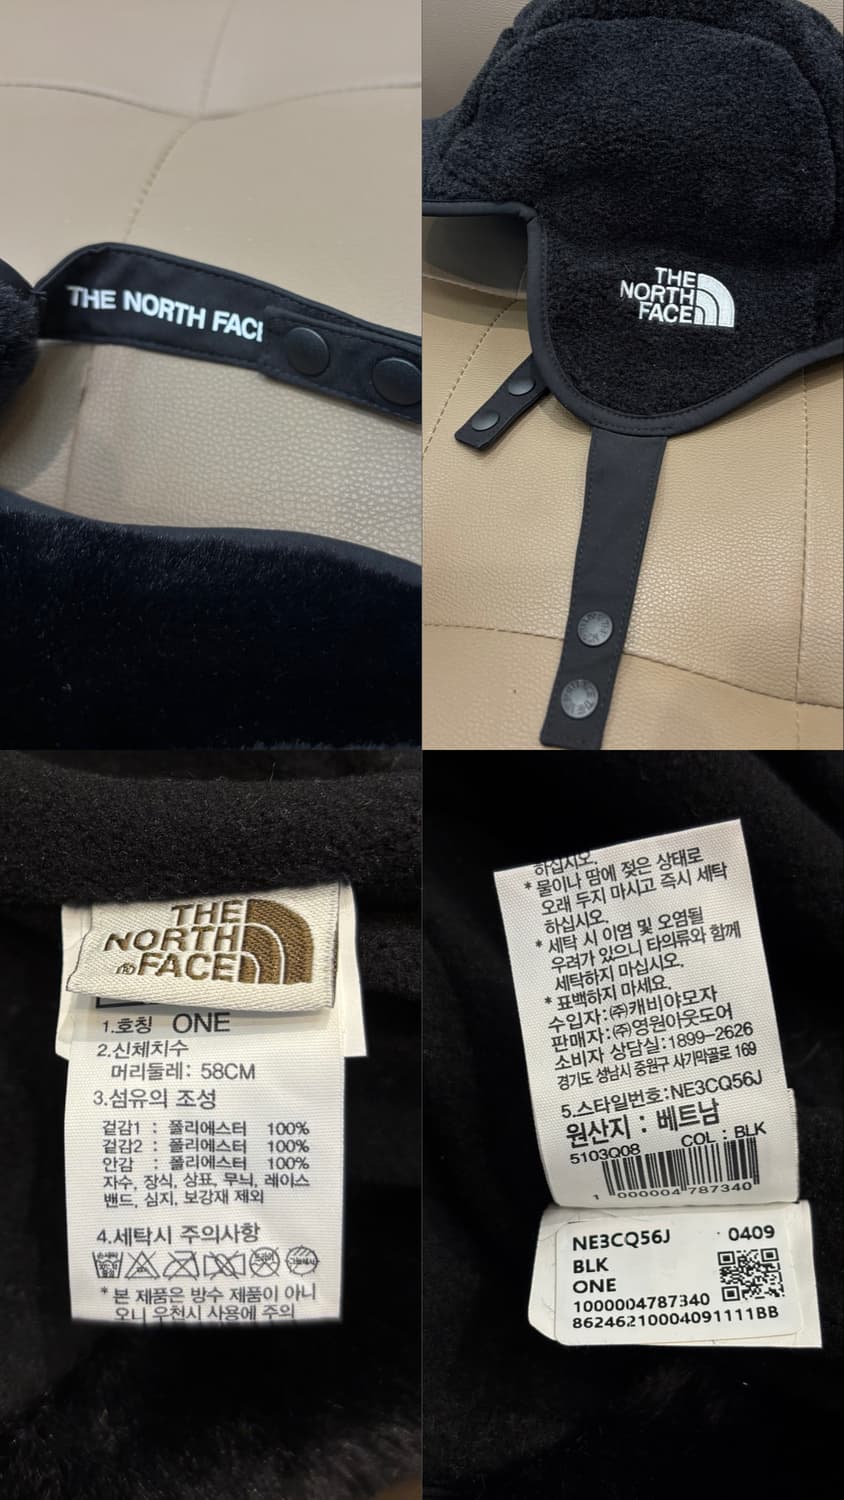 THE NORTH FACE
THE
NORTH
FACE
THE
NORTH
FACE
1.호칭 ONE
2.신체치수
머리둘레: 58CM
3.섬유의 조성
겉감1 : 폴리에스터 100%
겉감2 : 폴리에스터 100%
안감 : 폴리에스터 100%
자수, 장식, 상표, 무늬, 레이스
밴드, 심지, 보강재 제외
4.세탁시 주의사항
* 본 제품은 방수 제품이 아니
오니 우천시 사용에 주의
하십시오.
* 물이나 땀에 젖은 상태로
오래 두지 마시고 즉시 세탁
하십시오.
* 세탁 시 이염 및 오염될
우려가 있으니 타의류와 함께
세탁하지 마십시오.
* 표백하지 마세요.
수입자:㈜캐비야모자
판매자:㈜영원아웃도어
소비자 상담실:1899-2626
경기도 성남시 중원구 사기막골로 169
5.스타일번호:NE3CQ56J
원산지 : 베트남
5103Q08 COL : BLK
1 000004 787340
NE3CQ56J 0409
BLK
ONE
1000004787340
86246210004091111BB